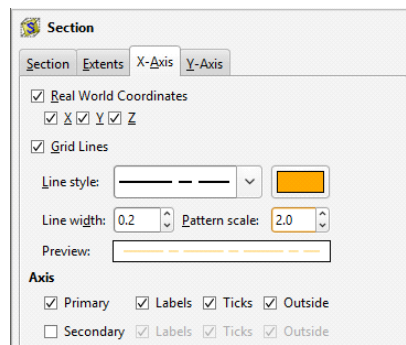 Section
Section Extents X-Axis Y-Axis
Real World Coordinates
X Y Z
Grid Lines
Line style:
Line width: 0.2 Pattern scale: 2.0
Preview:
Axis
Primary Labels Ticks Outside
Secondary Labels Ticks Outside